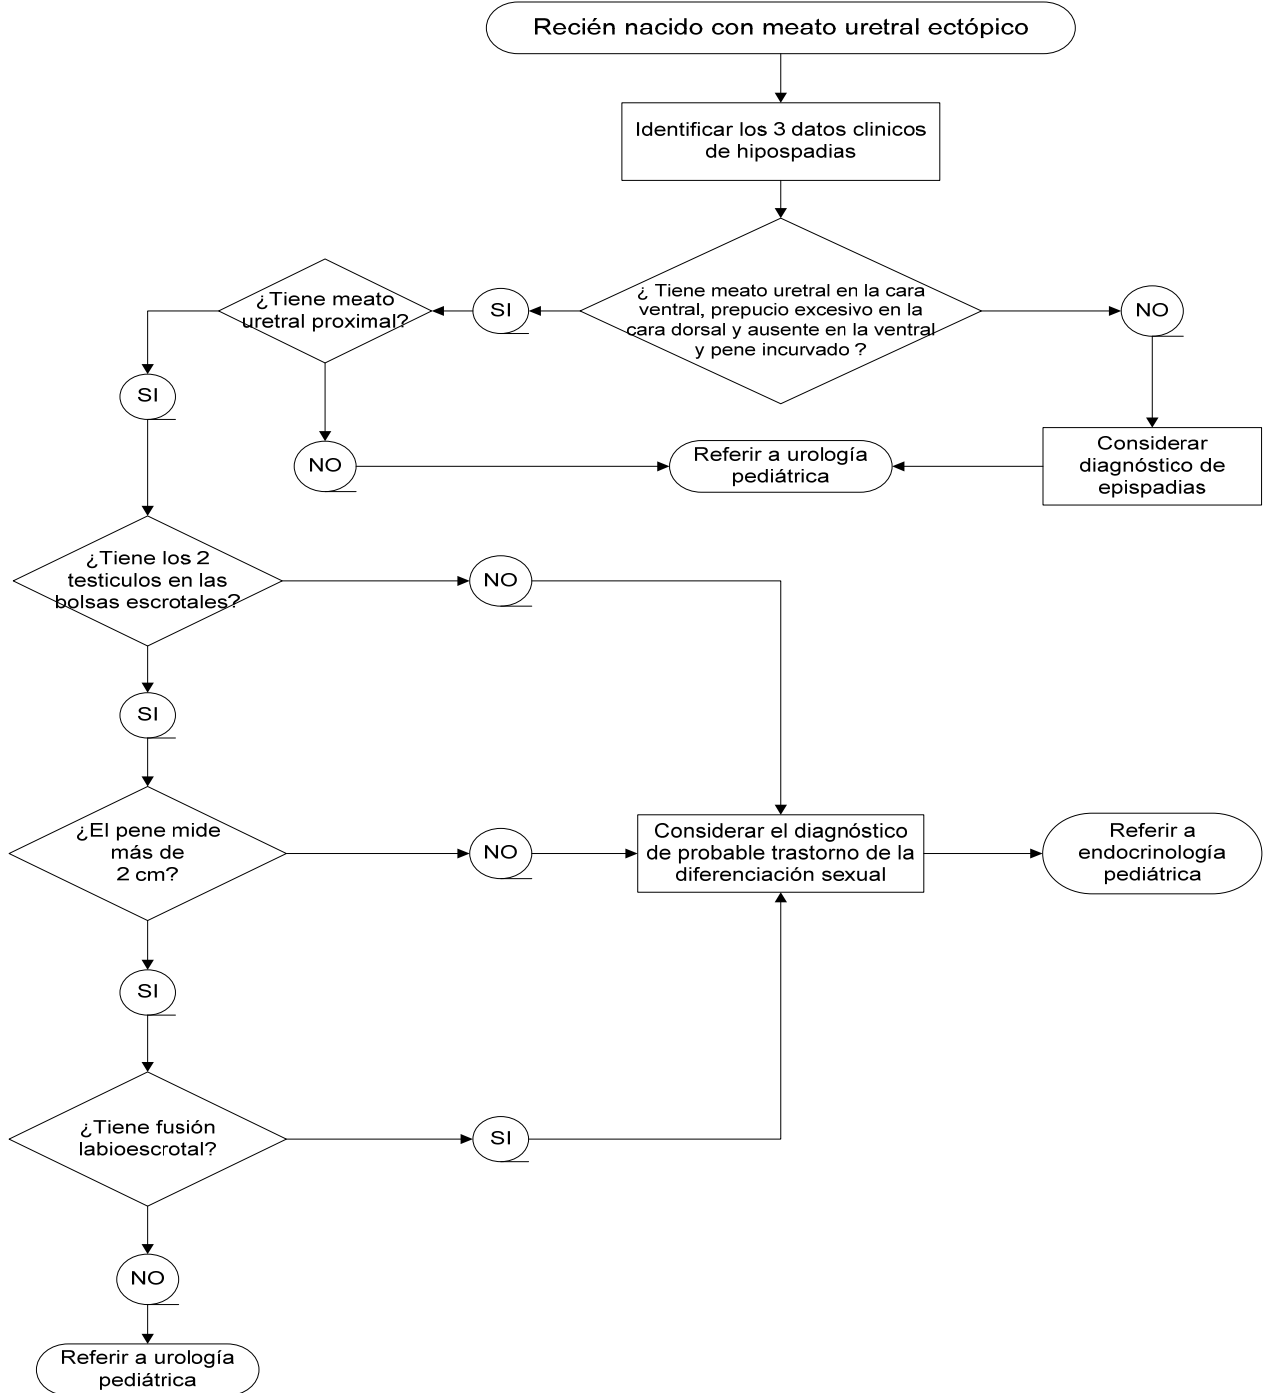 Recién nacido con meato uretral ectópico
Identificar los 3 datos clinicos
de hipospadias
¿ Tiene meato uretral en la cara
ventral, prepucio excesivo en la
cara dorsal y ausente en la ventral
y pene incurvado ?
SI
NO
¿Tiene meato
uretral proximal?
SI
NO
Referir a urología
pediátrica
Considerar
diagnóstico de
epispadias
¿Tiene los 2
testiculos en las
bolsas escrotales?
NO
SI
¿El pene mide
más de
2 cm?
NO
Considerar el diagnóstico
de probable trastorno de la
diferenciación sexual
Referir a
endocrinología
pediátrica
SI
¿Tiene fusión
labioescrotal?
SI
NO
Referir a urología
pediátrica